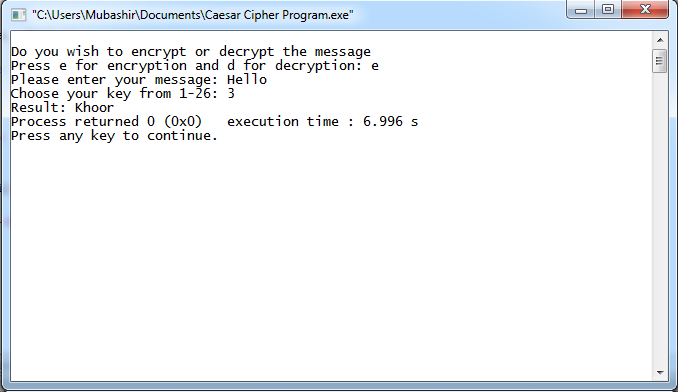 "C:\Users\Mubashir\Documents\Caesar Cipher Program.exe"
Do you wish to encrypt or decrypt the message
Press e for encryption and d for decryption: e
Please enter your message: Hello
Choose your key from 1-26: 3
Result: Khoor
Process returned 0 (0x0)   execution time : 6.996 s
Press any key to continue.